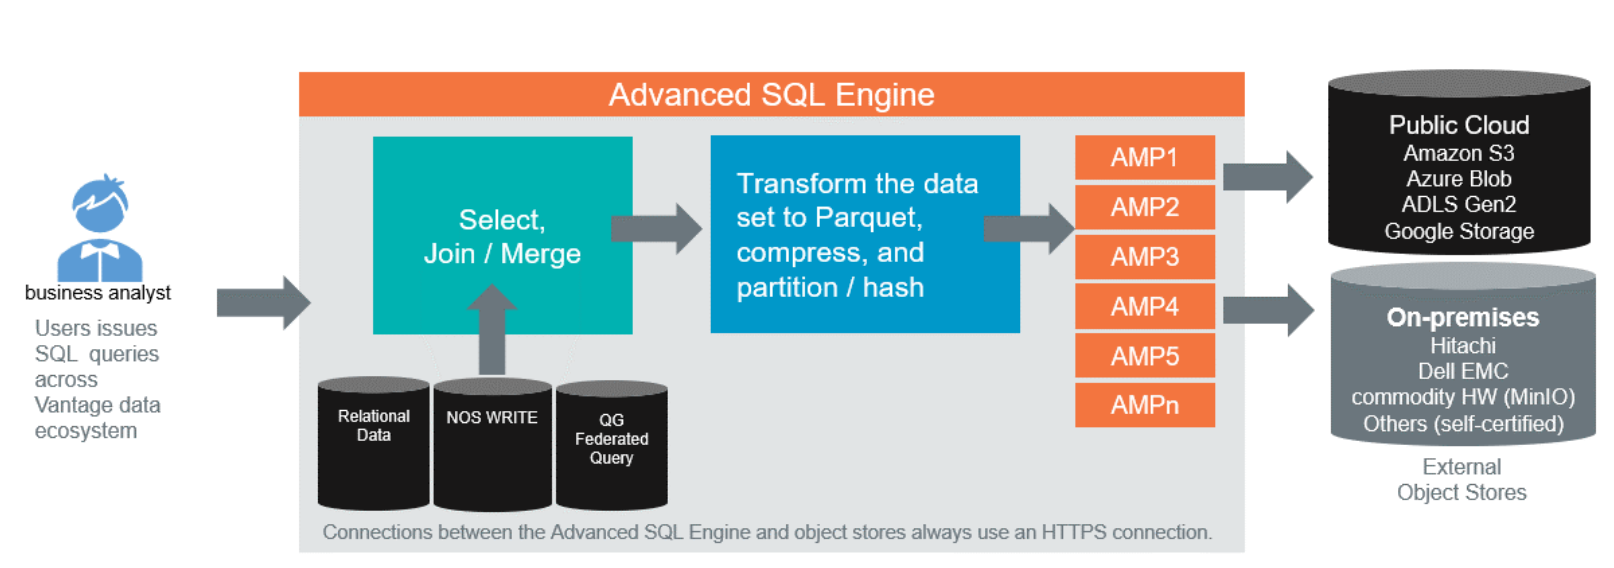 Advanced SQL Engine
business analyst
Users issues
SQL queries
across
Vantage data
ecosystem
Select,
Join / Merge
Relational
Data
NOS WRITE
QG
Federated
Query
Transform the data
set to Parquet,
compress, and
partition / hash
AMP1
AMP2
AMP3
AMP4
AMP5
AMPn
Connections between the Advanced SQL Engine and object stores always use an HTTPS connection.
Public Cloud
Amazon S3
Azure Blob
ADLS Gen2
Google Storage
On-premises
Hitachi
Dell EMC
commodity HW (MinIO)
Others (self-certified)
External
Object Stores